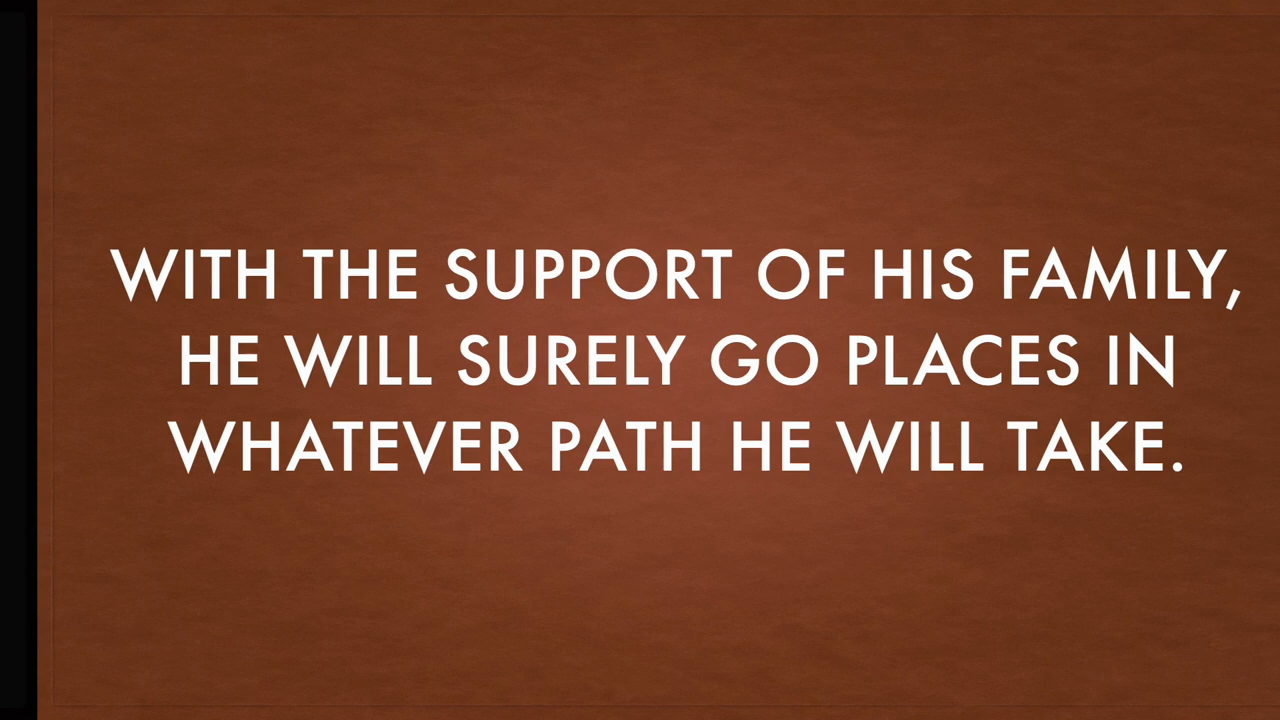 WITH THE SUPPORT OF HIS FAMILY,
HE WILL SURELY GO PLACES IN
WHATEVER PATH HE WILL TAKE.